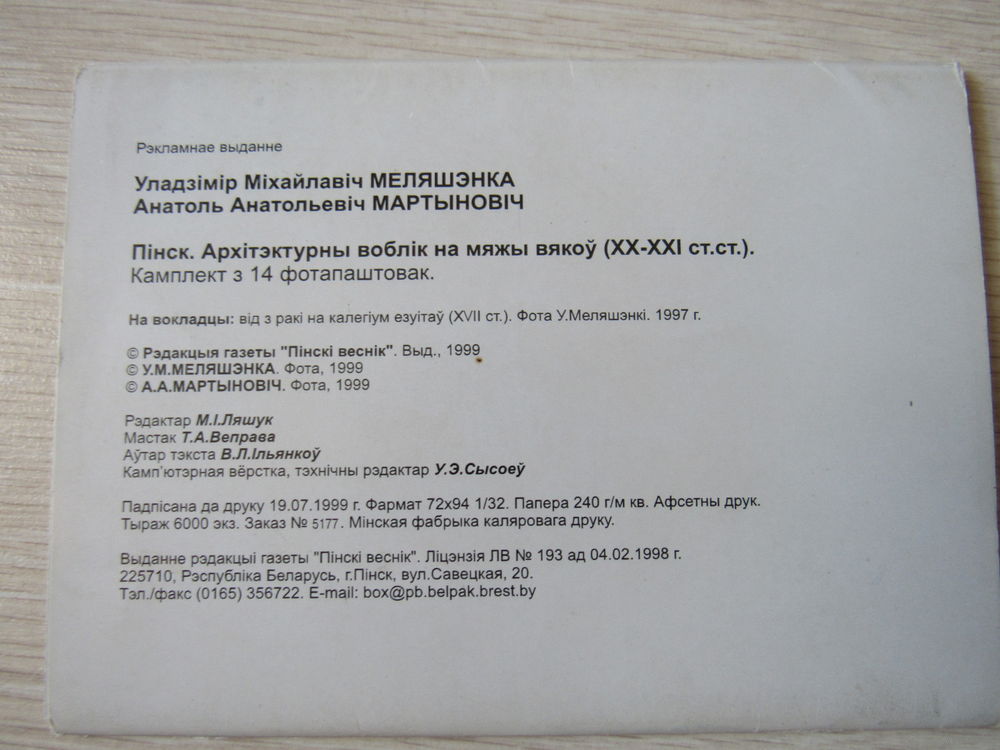 Рэкламнае выданне
Уладзімір Міхайлавіч МЕЛЯШЭНКА
Анатоль Анатольевіч МАРТЫНОВІЧ
Пінск. Архітэктурны воблік на мяжы вякоў (XX-XXI ст.ст.).
Камплект з 14 фотапаштовак.
На вокладцы: від з ракі на калегіум езуітаў (XVII ст.). Фота У.Меляшэнкі. 1997 г.
© Рэдакцыя газеты "Пінскі веснік". Выд., 1999
© У.М.МЕЛЯШЭНКА. Фота, 1999
© А.А.МАРТЫНОВІЧ. Фота, 1999
Рэдактар М.І.Ляшук
Мастак Т.А.Веправа
Аўтар тэкста В.Л.Ільянкоў
Камп'ютэрная вёрстка, тэхнічны рэдактар У.Э.Сысоеў
Падпісана да друку 19.07.1999 г. Фармат 72х94 1/32. Папера 240 г/м кв. Афсетны друк.
Тыраж 6000 экз. Заказ № 5177. Мінская фабрыка каляровага друку.
Выданне рэдакцыі газеты "Пінскі веснік". Ліцэнзія ЛВ № 193 ад 04.02.1998 г.
225710, Рэспубліка Беларусь, г.Пінск, вул.Савецкая, 20.
Тэл./факс (0165) 356722. E-mail: box@pb.belpak.brest.by